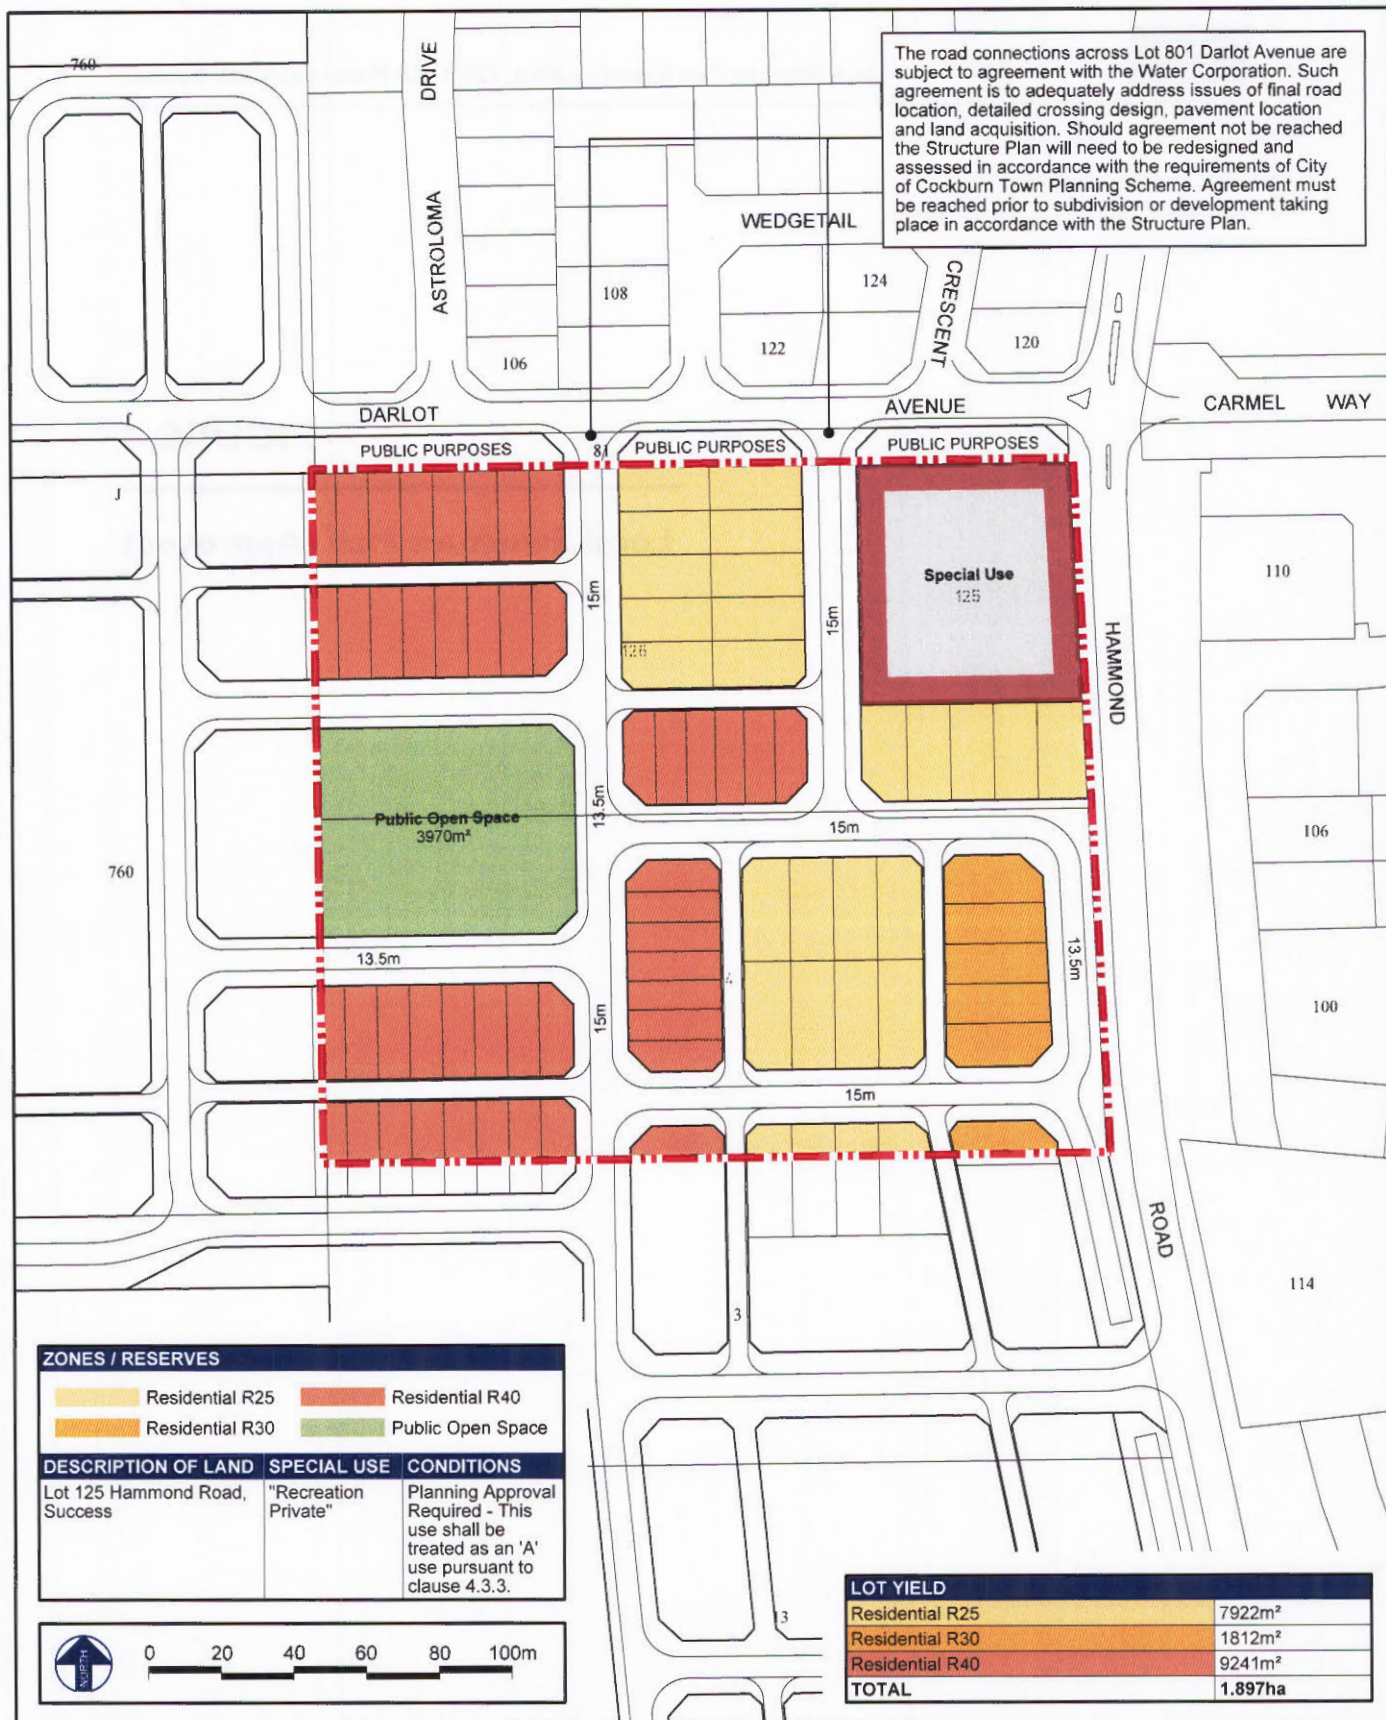 760
DRIVE
ASTROLOMA
The road connections across Lot 801 Darlot Avenue are
subject to agreement with the Water Corporation. Such
agreement is to adequately address issues of final road
location, detailed crossing design, pavement location
and land acquisition. Should agreement not be reached
the Structure Plan will need to be redesigned and
assessed in accordance with the requirements of City
of Cockburn Town Planning Scheme. Agreement must
be reached prior to subdivision or development taking
place in accordance with the Structure Plan.
WEDGETAIL
CRESCENT
108
124
106
122
120
DARLOT
AVENUE
CARMEL WAY
PUBLIC PURPOSES
81
PUBLIC PURPOSES
PUBLIC PURPOSES
J
Special Use
125
110
15m
15m
126
HAMMOND
13.5m
Public Open Space
3970m²
15m
106
760
13.5m
13.5m
4
15m
100
15m
ROAD
114
3
ZONES / RESERVES
Residential R25
Residential R40
Residential R30
Public Open Space
DESCRIPTION OF LAND SPECIAL USE CONDITIONS
Lot 125 Hammond Road, "Recreation Planning Approval
Success Private" Required - This
use shall be
treated as an 'A'
use pursuant to
clause 4.3.3.
13
NORTH
0 20 40 60 80 100m
LOT YIELD
Residential R25 7922m²
Residential R30 1812m²
Residential R40 9241m²
TOTAL 1.897ha